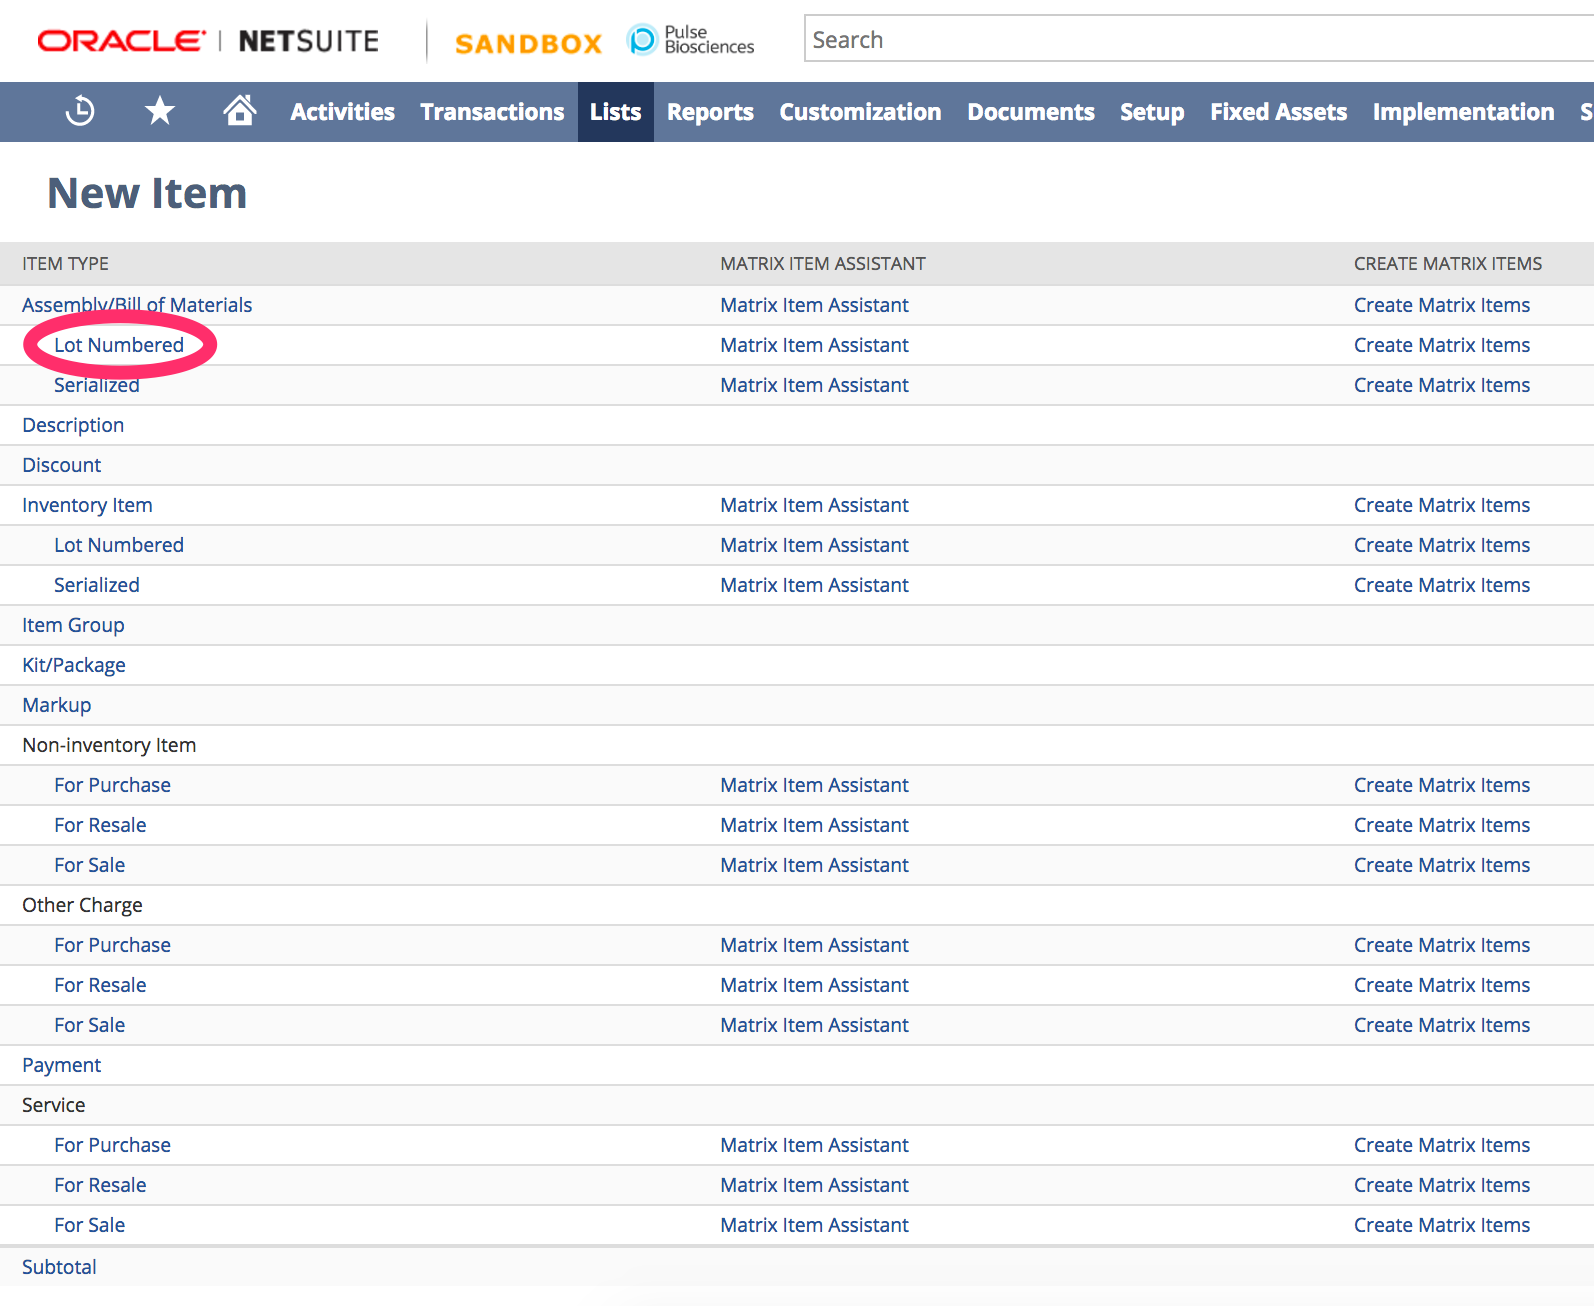 ORACLE | NETSUITE SANDBOX Pulse Biosciences Search
Activities Transactions Lists Reports Customization Documents Setup Fixed Assets Implementation S
New Item
ITEM TYPE MATRIX ITEM ASSISTANT CREATE MATRIX ITEMS
Assembly/Bill of Materials Matrix Item Assistant Create Matrix Items
Lot Numbered Matrix Item Assistant Create Matrix Items
Serialized Matrix Item Assistant Create Matrix Items
Description
Discount
Inventory Item Matrix Item Assistant Create Matrix Items
Lot Numbered Matrix Item Assistant Create Matrix Items
Serialized Matrix Item Assistant Create Matrix Items
Item Group
Kit/Package
Markup
Non-inventory Item
For Purchase Matrix Item Assistant Create Matrix Items
For Resale Matrix Item Assistant Create Matrix Items
For Sale Matrix Item Assistant Create Matrix Items
Other Charge
For Purchase Matrix Item Assistant Create Matrix Items
For Resale Matrix Item Assistant Create Matrix Items
For Sale Matrix Item Assistant Create Matrix Items
Payment
Service
For Purchase Matrix Item Assistant Create Matrix Items
For Resale Matrix Item Assistant Create Matrix Items
For Sale Matrix Item Assistant Create Matrix Items
Subtotal